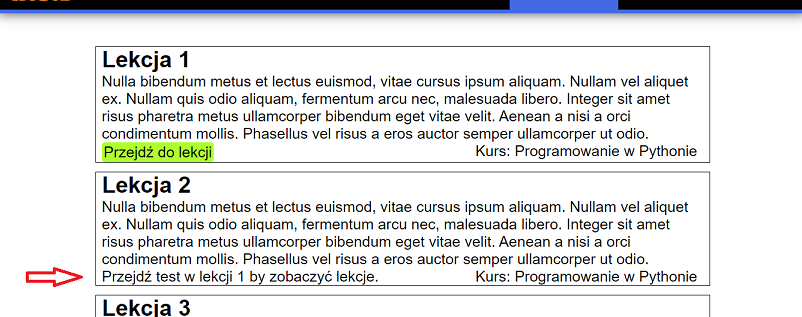 Lekcja 1
Nulla bibendum metus et lectus euismod, vitae cursus ipsum aliquam. Nullam vel aliquet
ex. Nullam quis odio aliquam, fermentum arcu nec, malesuada libero. Integer sit amet
risus pharetra metus ullamcorper bibendum eget vitae velit. Aenean a nisi a orci
condimentum mollis. Phasellus vel risus a eros auctor semper ullamcorper ut odio.
Przejdź do lekcji Kurs: Programowanie w Pythonie
Lekcja 2
Nulla bibendum metus et lectus euismod, vitae cursus ipsum aliquam. Nullam vel aliquet
ex. Nullam quis odio aliquam, fermentum arcu nec, malesuada libero. Integer sit amet
risus pharetra metus ullamcorper bibendum eget vitae velit. Aenean a nisi a orci
condimentum mollis. Phasellus vel risus a eros auctor semper ullamcorper ut odio.
Przejdź test w lekcji 1 by zobaczyć lekcje. Kurs: Programowanie w Pythonie
Lekcja 3